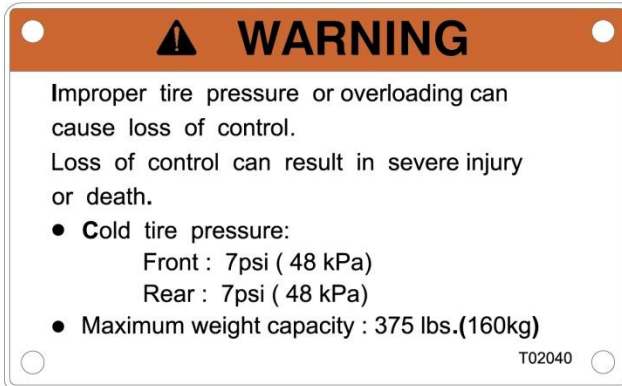 WARNING
Improper tire pressure or overloading can
cause loss of control.
Loss of control can result in severe injury
or death.
● Cold tire pressure:
Front : 7psi ( 48 kPa)
Rear : 7psi ( 48 kPa)
● Maximum weight capacity : 375 lbs.(160kg)
T02040